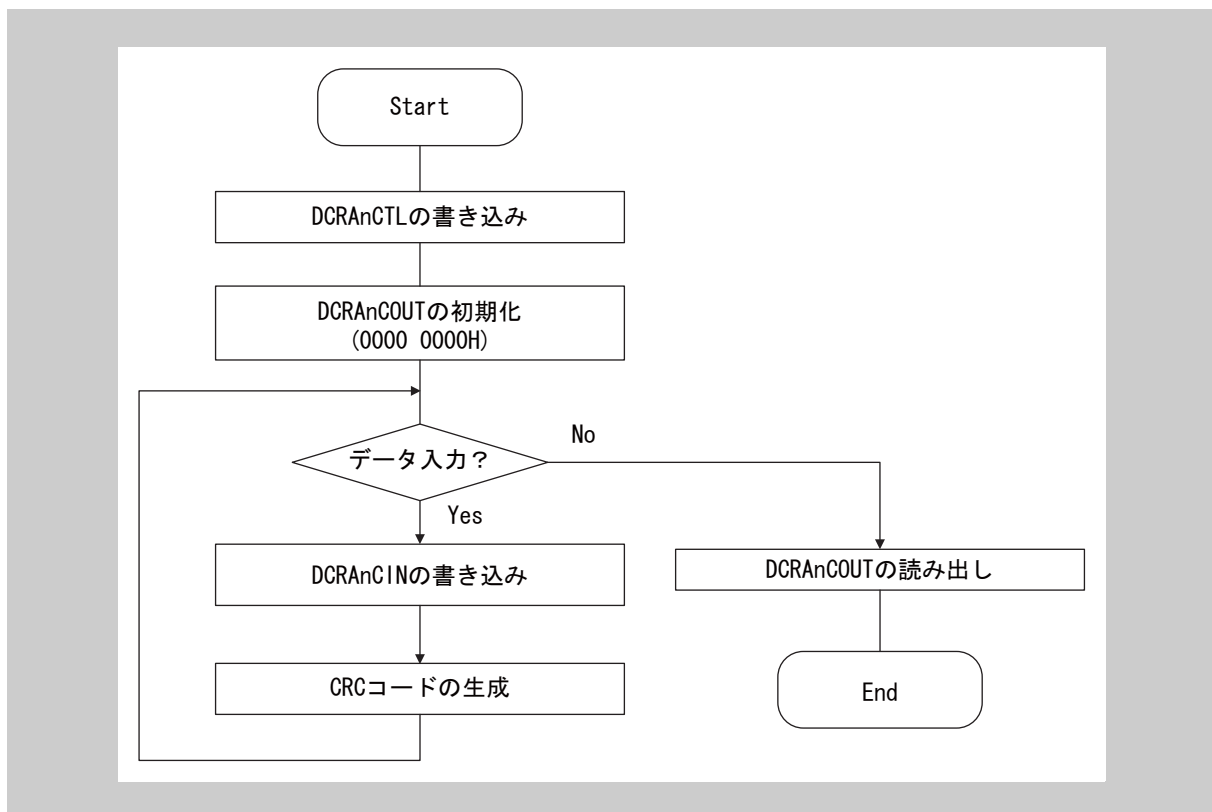 Start
DCRAnCTLの書き込み
DCRAnCOUTの初期化
(0000 0000H)
データ入力？
No
Yes
DCRAnCINの書き込み
DCRAnCOUTの読み出し
CRCコードの生成
End